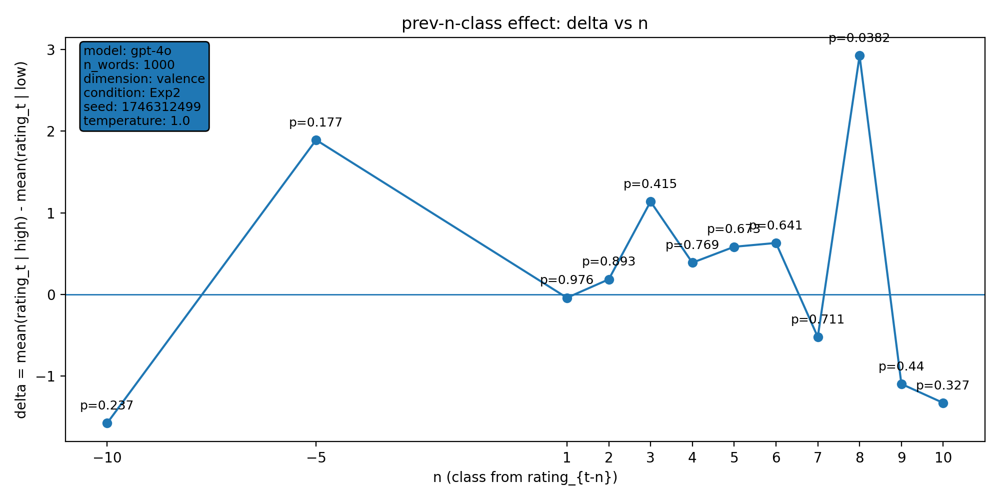 prev-n-class effect: delta vs n
model: gpt-4o
n_words: 1000
dimension: valence
condition: Exp2
seed: 1746312499
temperature: 1.0
delta = mean(rating_t | high) - mean(rating_t | low)
3
2
1
0
−1
p=0.237
p=0.177
p=0.976
p=0.893
p=0.415
p=0.769
p=0.673
p=0.641
p=0.711
p=0.0382
p=0.44
p=0.327
−10 −5 1 2 3 4 5 6 7 8 9 10
n (class from rating_{t-n})